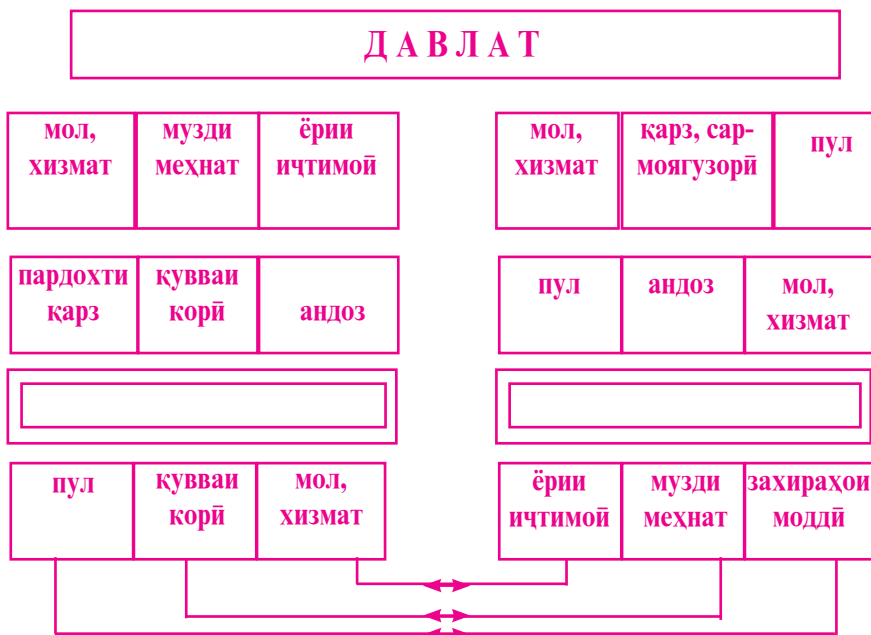 ДАВЛАТ
мол,
хизмат
музди
меҳнат
ёрии
иҷтимой
мол,
хизмат
қарз, сар-
моягузорӣ
пул
пардохти
қарз
қувваи
корӣ
андоз
пул
андоз
мол,
хизмат
пул
қувваи
корӣ
мол,
хизмат
ёрии
иҷтимоӣ
музди
меҳнат
захираҳои
моддӣ